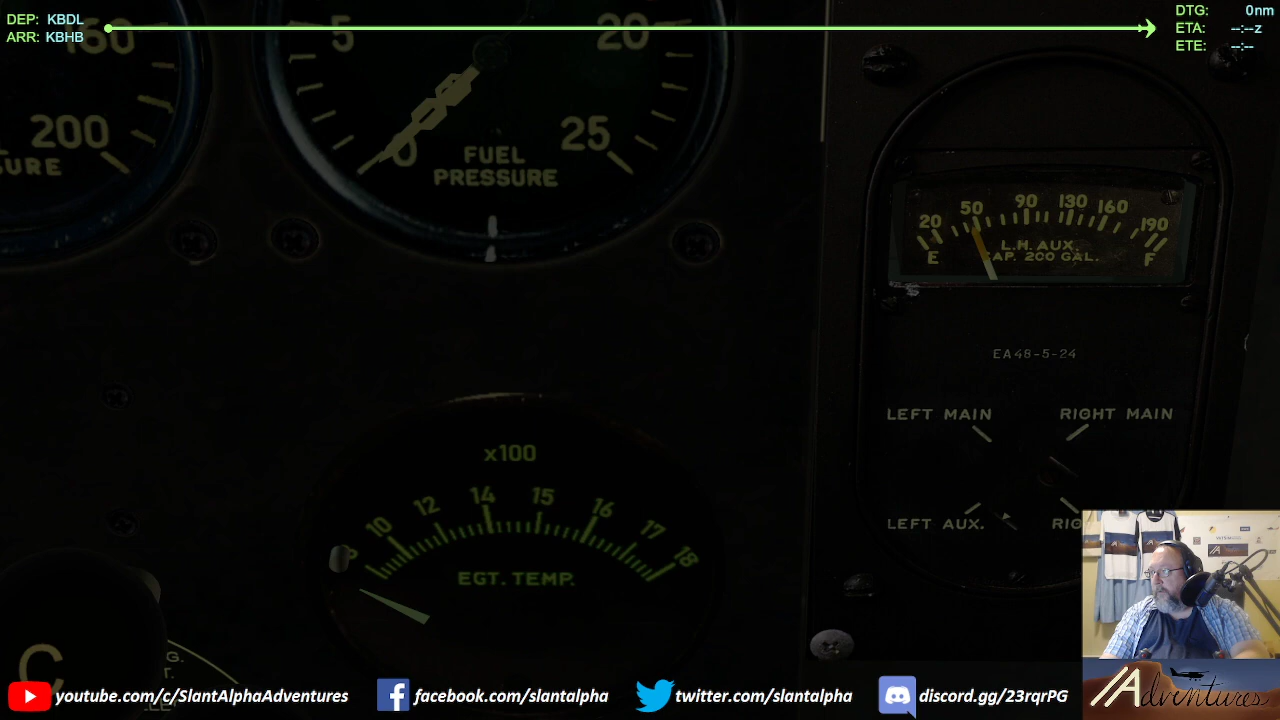 DEP: KBDL
ARR: KBHB
DTG: 0nm
ETA: --:--z
ETE: --:--
160
200
5
20
0
25
FUEL
PRESSURE
20 50 90 130 160 190
L.H. AUX.
CAP. 200 GAL.
E F
EA48-5-24
LEFT MAIN RIGHT MAIN
LEFT AUX.
x100
10 12 14 15 16 17 18
EGT. TEMP.
C
youtube.com/c/SlantAlphaAdventures
facebook.com/slantalpha
twitter.com/slantalpha
discord.gg/23rqrPG
Adventures